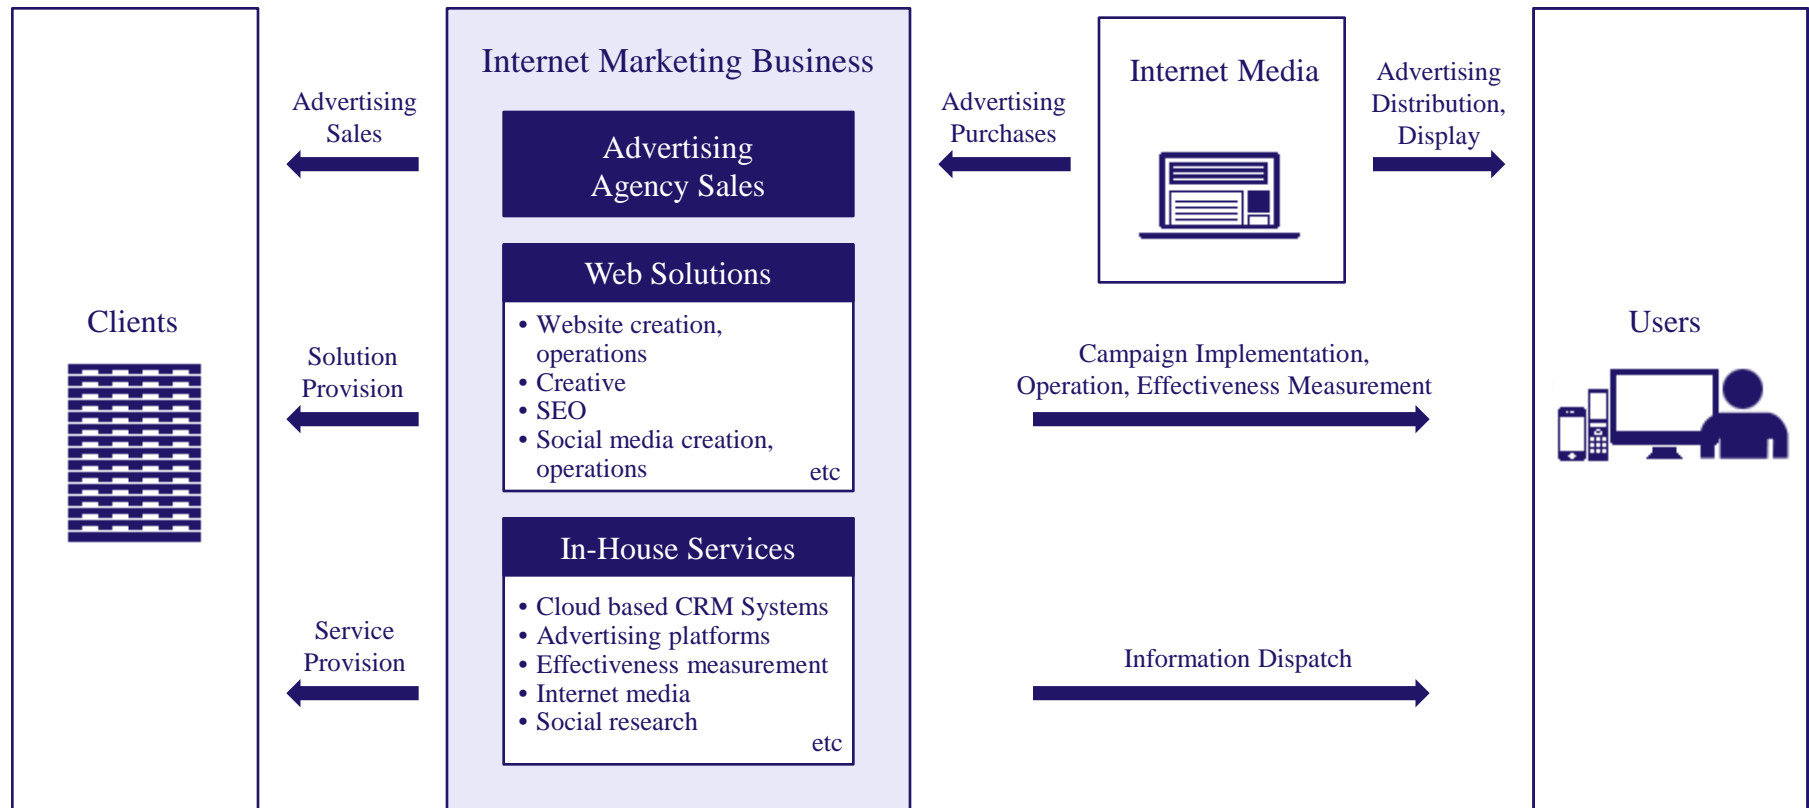 Clients
Advertising
Sales
Solution
Provision
Service
Provision
Internet Marketing Business
Advertising
Agency Sales
Web Solutions
• Website creation,
operations
• Creative
• SEO
• Social media creation,
operations
etc
In-House Services
• Cloud based CRM Systems
• Advertising platforms
• Effectiveness measurement
• Internet media
• Social research
etc
Advertising
Purchases
Internet Media
Advertising
Distribution,
Display
Campaign Implementation,
Operation, Effectiveness Measurement
Information Dispatch
Users